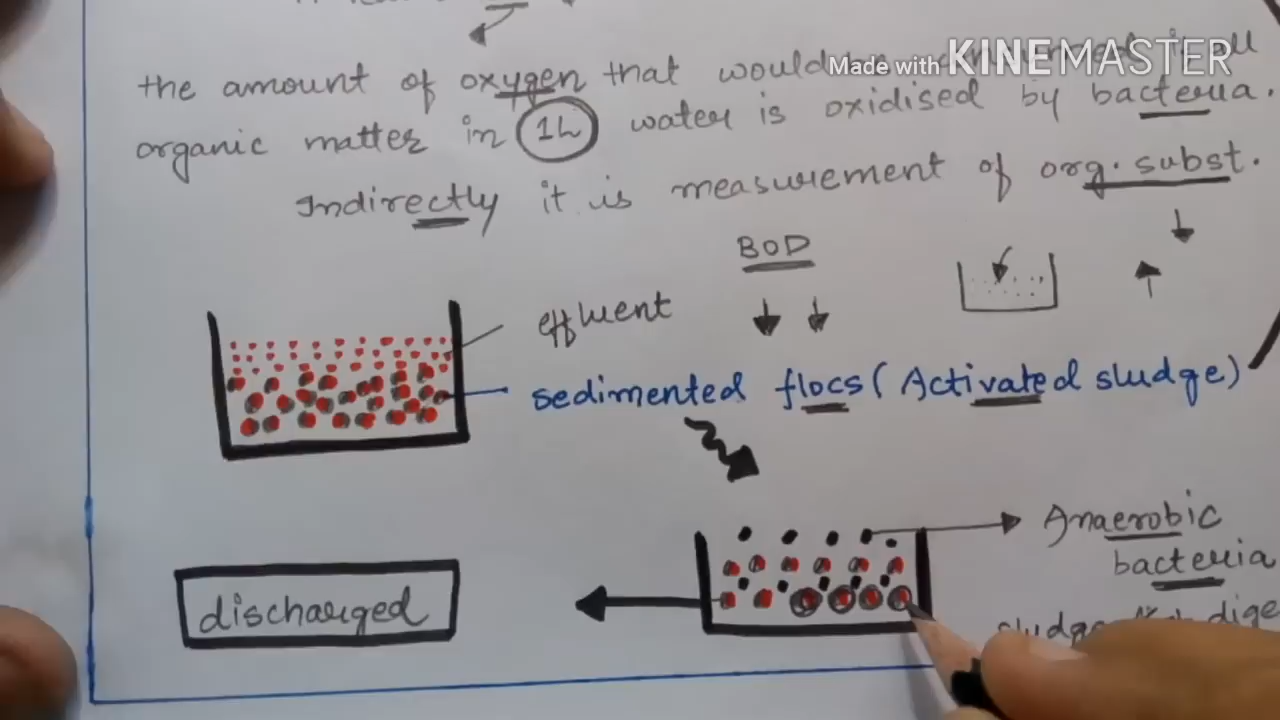 the amount of oxygen that would
Made with KINEMASTER
all
organic matter in 1L water is oxidised by bacteria.
Indirectly it is measurement of org. subst.
BOD
effluent
sedimented flocs (Activated sludge)
Anaerobic
bacteria
discharged